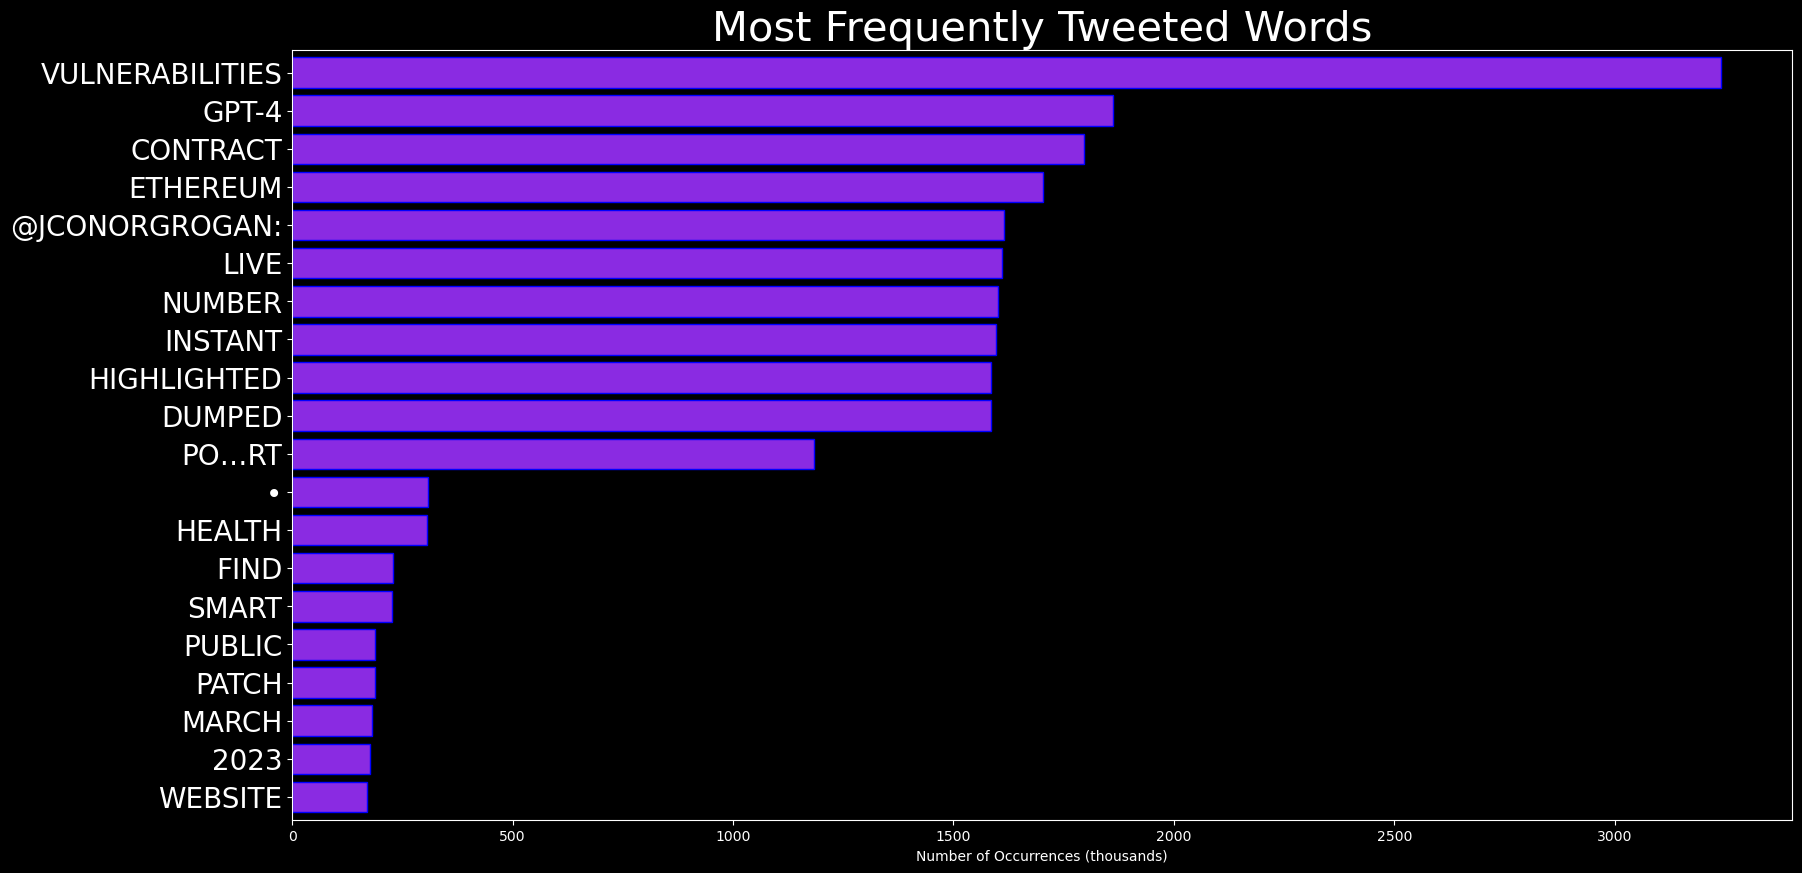 Most Frequently Tweeted Words
VULNERABILITIES
GPT-4
CONTRACT
ETHEREUM
@JCONORGROGAN:
LIVE
NUMBER
INSTANT
HIGHLIGHTED
DUMPED
PO…RT
•
HEALTH
FIND
SMART
PUBLIC
PATCH
MARCH
2023
WEBSITE
0 500 1000 1500 2000 2500 3000
Number of Occurrences (thousands)